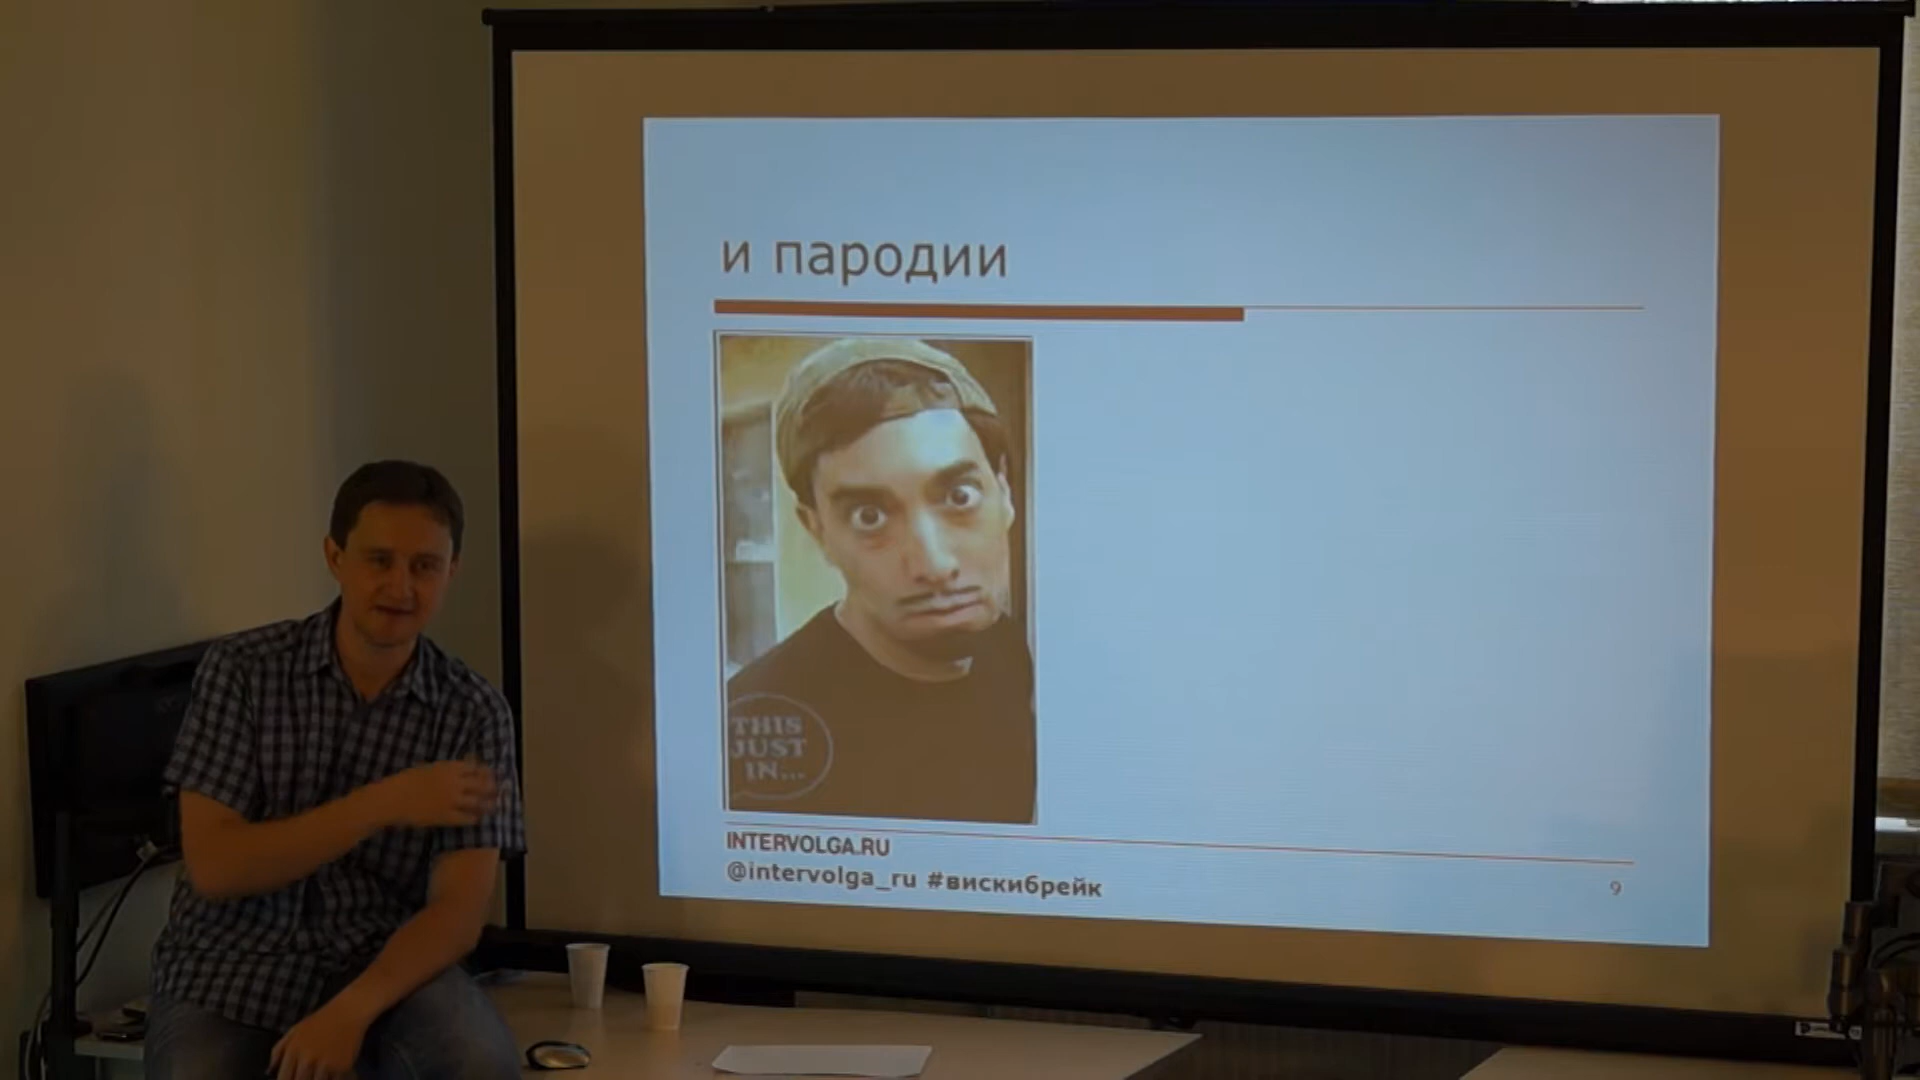 и пародии
THIS
JUST
IN...
INTERVOLGA.RU
@intervolga_ru #вискибрейк
9